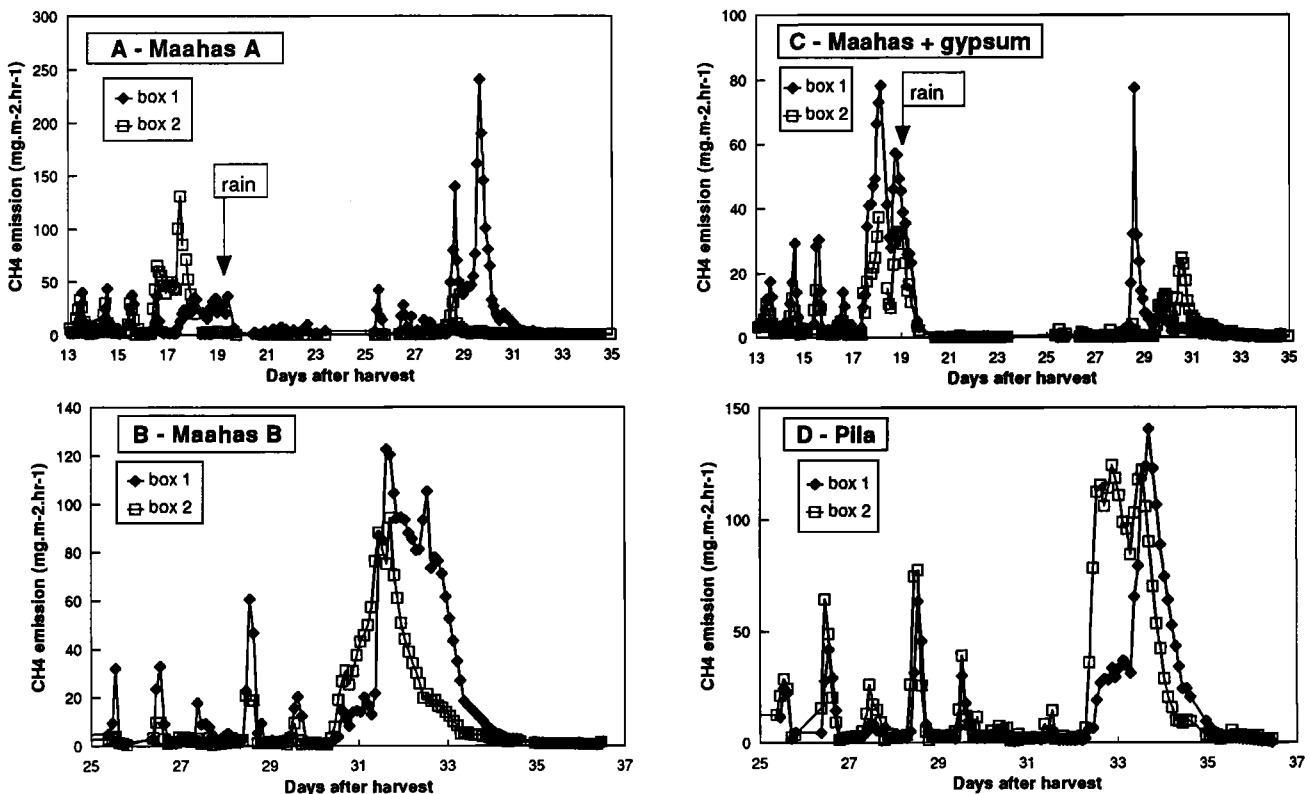 A - Maahas A
box 1
box 2
rain
CH4 emission (mg.m-2.hr-1)
300
250
200
150
100
50
0
13 15 17 19 21 23 25 27 29 31 33 35
Days after harvest
C - Maahas + gypsum
box 1
box 2
rain
CH4 emission (mg.m-2.hr-1)
100
80
60
40
20
0
13 15 17 19 21 23 25 27 29 31 33 35
Days after harvest
B - Maahas B
box 1
box 2
CH4 emission (mg.m-2.hr-1)
140
120
100
80
60
40
20
0
25 27 29 31 33 35 37
Days after harvest
D - Pila
box 1
box 2
CH4 emission (mg.m-2.hr-1)
150
100
50
0
25 27 29 31 33 35 37
Days after harvest